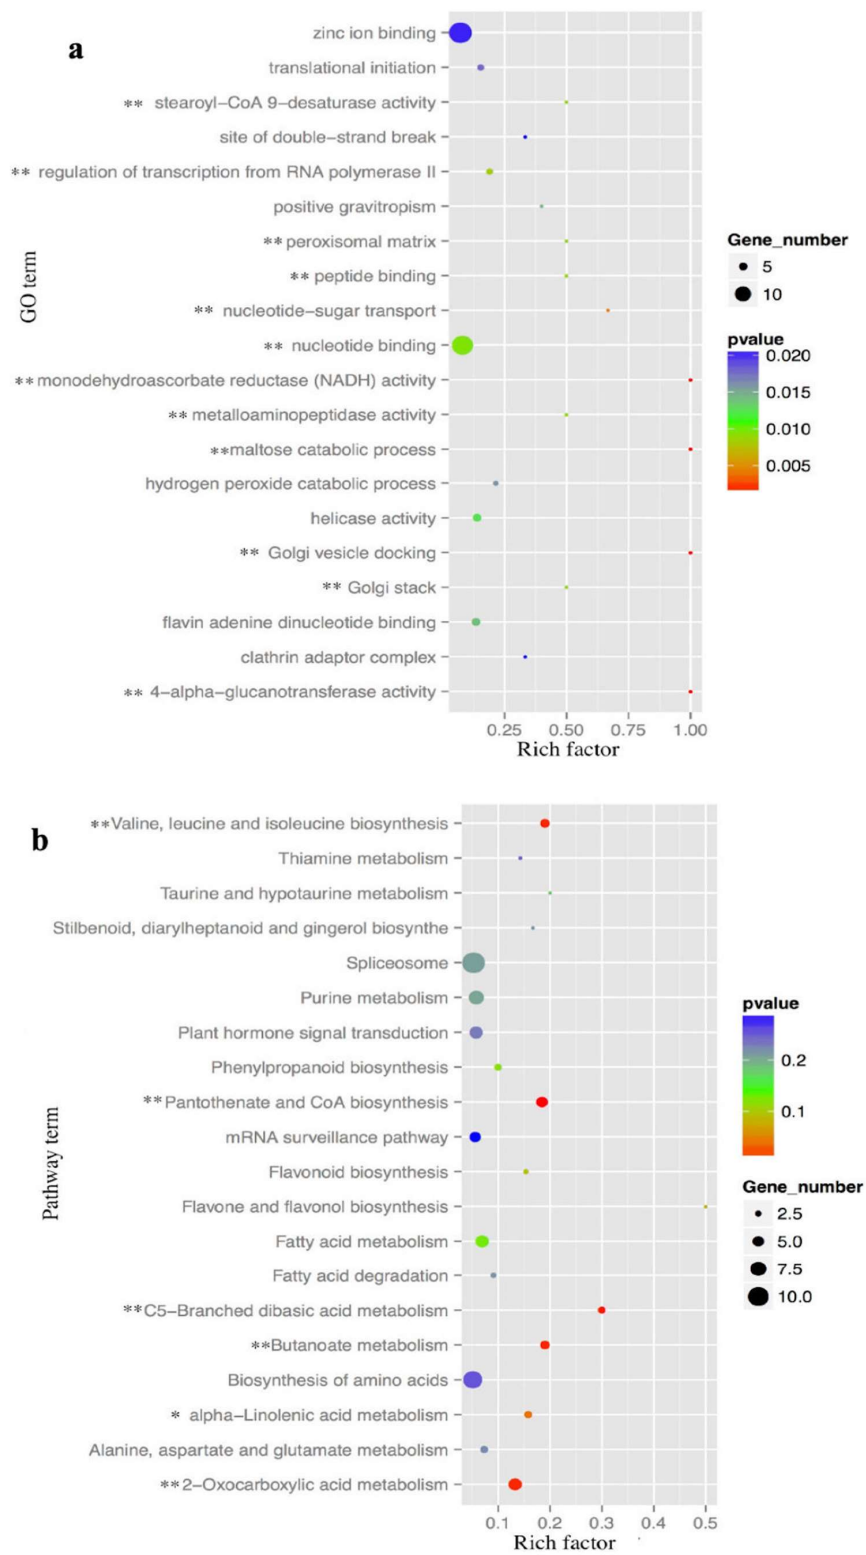 a
zinc ion binding
translational initiation
** stearoyl−CoA 9−desaturase activity
site of double−strand break
** regulation of transcription from RNA polymerase II
positive gravitropism
**peroxisomal matrix
** peptide binding
** nucleotide−sugar transport
** nucleotide binding
**monodehydroascorbate reductase (NADH) activity
**metalloaminopeptidase activity
**maltose catabolic process
hydrogen peroxide catabolic process
helicase activity
** Golgi vesicle docking
** Golgi stack
flavin adenine dinucleotide binding
clathrin adaptor complex
** 4−alpha−glucanotransferase activity
GO term
0.25 0.50 0.75 1.00
Rich factor
Gene_number
5
10
pvalue
0.020
0.015
0.010
0.005
b
**Valine, leucine and isoleucine biosynthesis
Thiamine metabolism
Taurine and hypotaurine metabolism
Stilbenoid, diarylheptanoid and gingerol biosynthe
Spliceosome
Purine metabolism
Plant hormone signal transduction
Phenylpropanoid biosynthesis
**Pantothenate and CoA biosynthesis
mRNA surveillance pathway
Flavonoid biosynthesis
Flavone and flavonol biosynthesis
Fatty acid metabolism
Fatty acid degradation
**C5−Branched dibasic acid metabolism
**Butanoate metabolism
Biosynthesis of amino acids
* alpha−Linolenic acid metabolism
Alanine, aspartate and glutamate metabolism
**2−Oxocarboxylic acid metabolism
Pathway term
0.1 0.2 0.3 0.4 0.5
Rich factor
pvalue
0.2
0.1
Gene_number
2.5
5.0
7.5
10.0